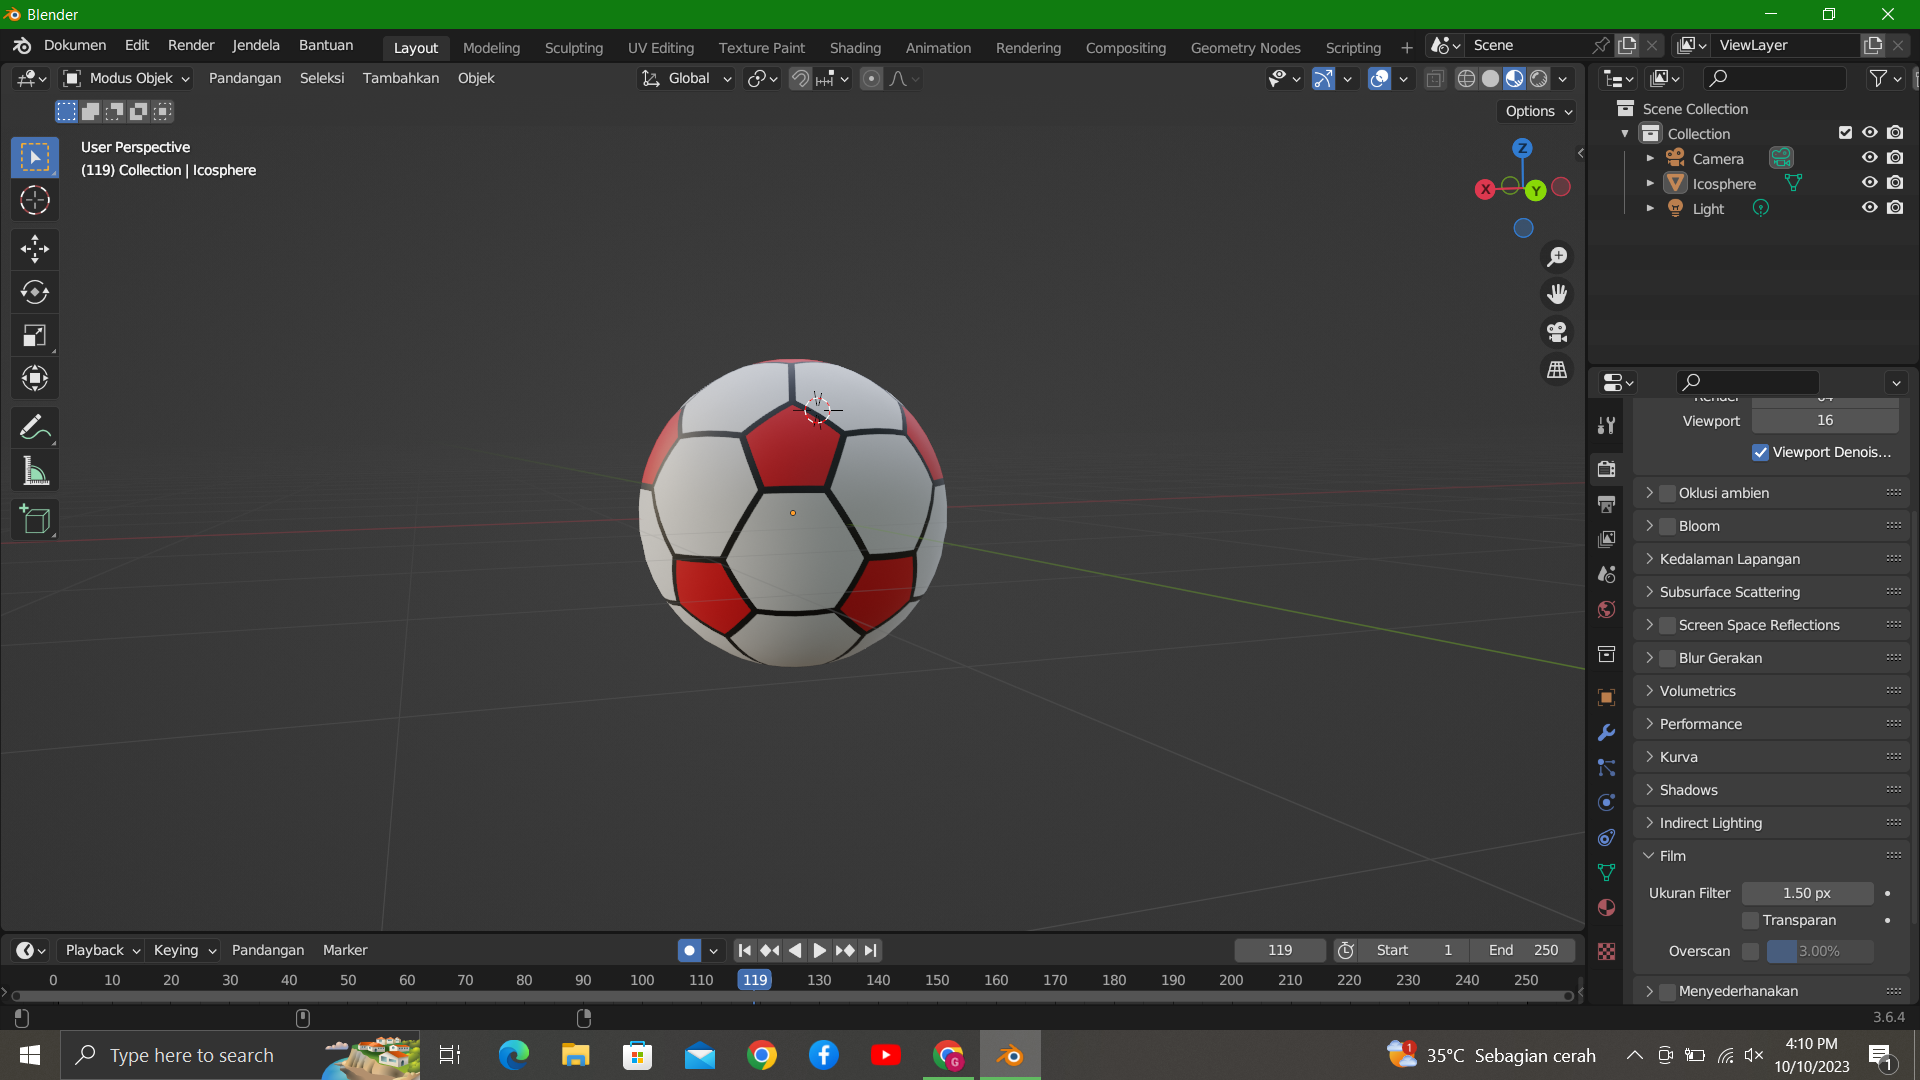 Blender
Dokumen Edit Render Jendela Bantuan Layout Modeling Sculpting UV Editing Texture Paint Shading Animation Rendering Compositing Geometry Nodes Scripting + Scene ViewLayer
Modus Objek Pandangan Seleksi Tambahkan Objek Global
Options
User Perspective
(119) Collection | Icosphere
Z
X
Y
Scene Collection
Collection
Camera
Icosphere
Light
Render 64
Viewport 16
Viewport Denois...
Oklusi ambien
Bloom
Kedalaman Lapangan
Subsurface Scattering
Screen Space Reflections
Blur Gerakan
Volumetrics
Performance
Kurva
Shadows
Indirect Lighting
Film
Ukuran Filter 1.50 px
Transparan
Overscan 3.00%
Menyederhanakan
Playback Keying Pandangan Marker 119 Start 1 End 250
0 10 20 30 40 50 60 70 80 90 100 110 119 130 140 150 160 170 180 190 200 210 220 230 240 250
3.6.4
Type here to search
G
1
35°C Sebagian cerah
4:10 PM
10/10/2023
1